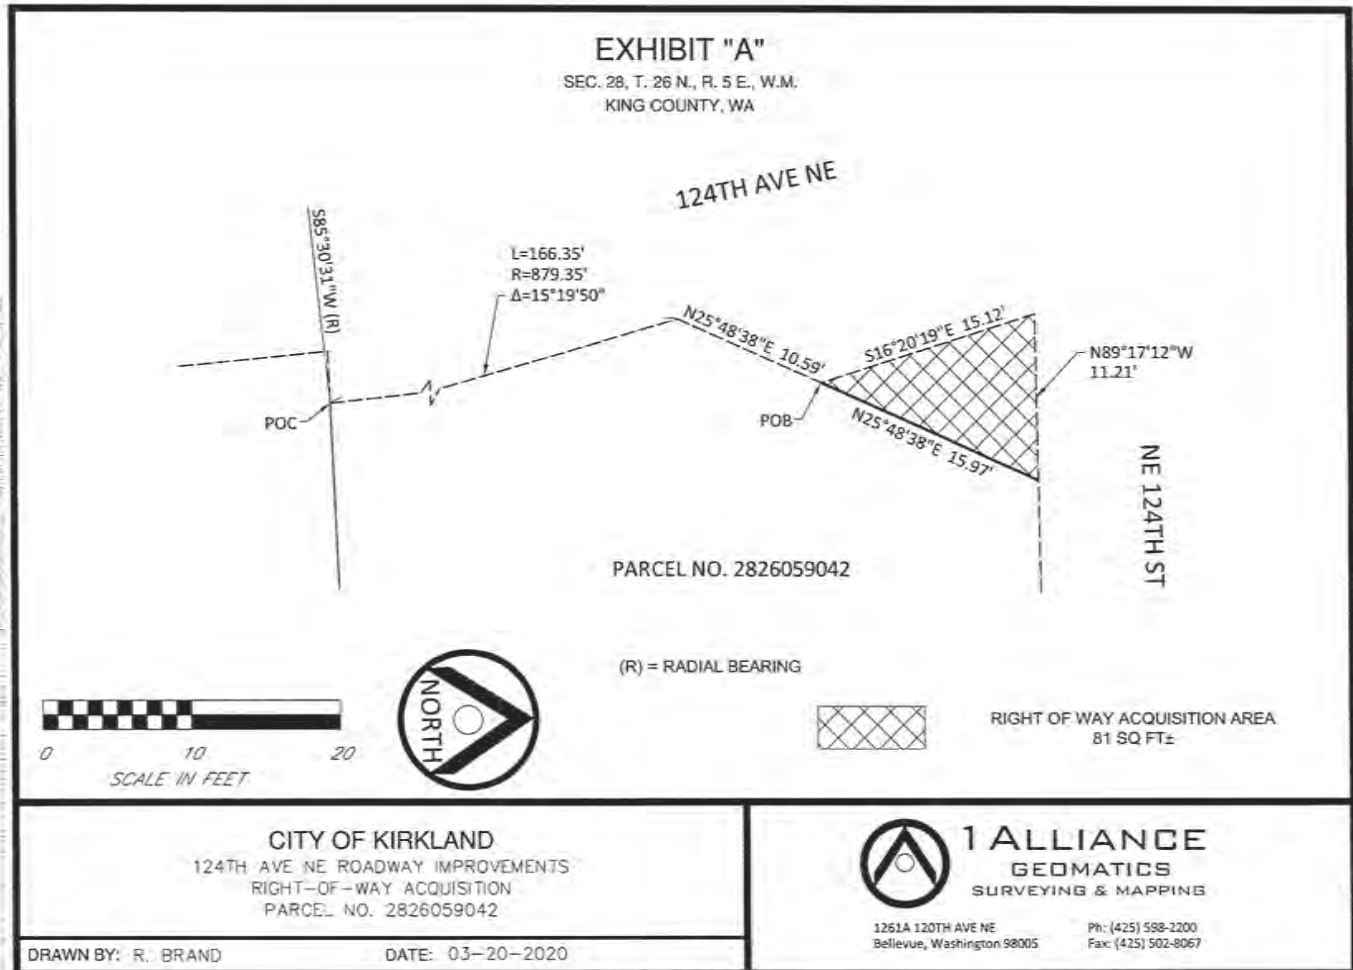 EXHIBIT "A"
SEC. 28, T. 26 N., R. 5 E., W.M.
KING COUNTY, WA
124TH AVE NE
S85°30'31"W (R)
L=166.35'
R=879.35'
Δ=15°19'50"
N25°48'38"E 10.59'
S16°20'19"E 15.12'
N89°17'12"W
11.21'
POC
POB
N25°48'38"E 15.97'
NE 124TH ST
PARCEL NO. 2826059042
(R) = RADIAL BEARING
NORTH
0 10 20
SCALE IN FEET
RIGHT OF WAY ACQUISITION AREA
81 SQ FT±
CITY OF KIRKLAND
124TH AVE NE ROADWAY IMPROVEMENTS
RIGHT-OF-WAY ACQUISITION
PARCEL NO. 2826059042
DRAWN BY: R. BRAND DATE: 03-20-2020
1 ALLIANCE
GEOMATICS
SURVEYING & MAPPING
1261A 120TH AVE NE
Bellevue, Washington 98005
Ph: (425) 598-2200
Fax: (425) 502-8067